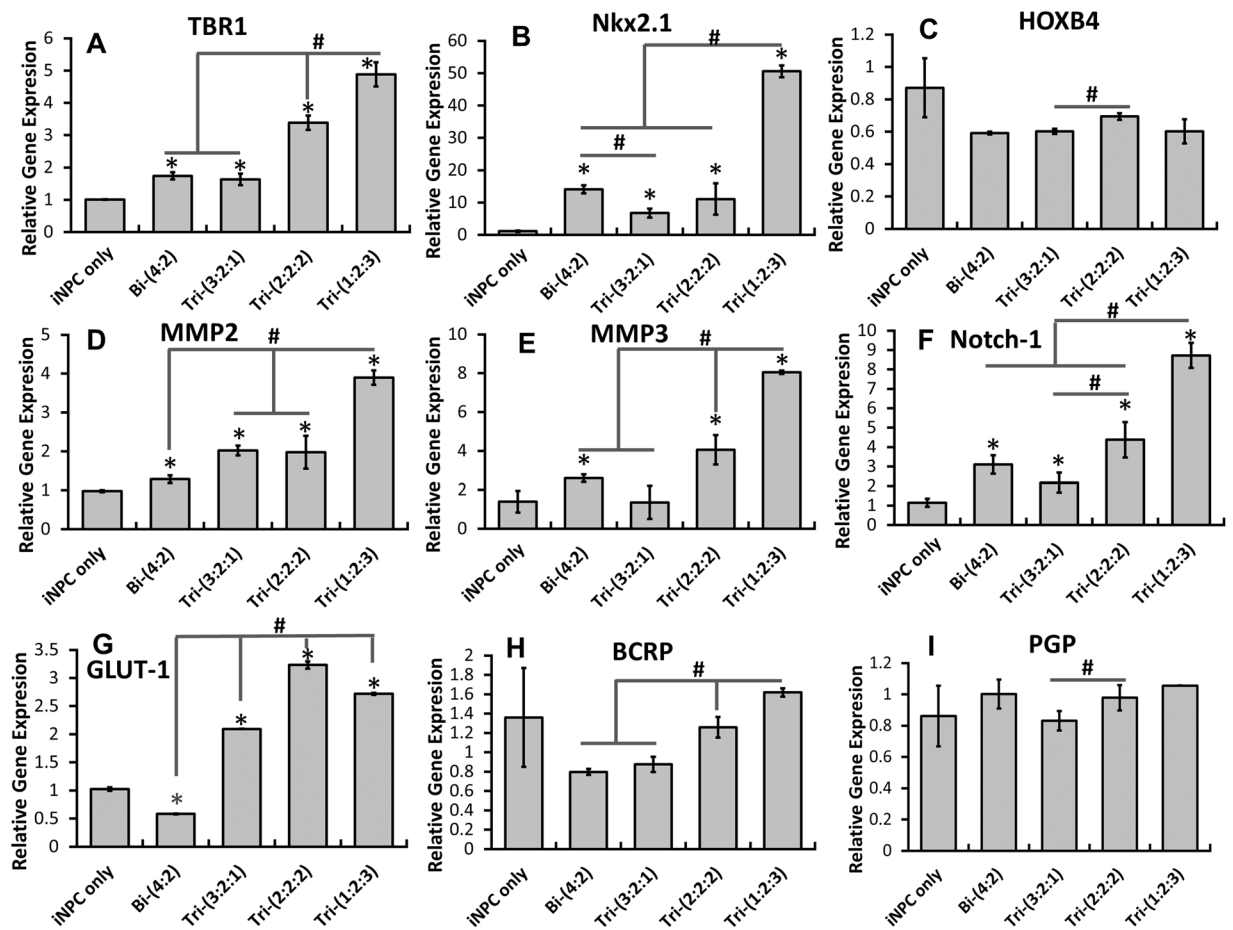 A
TBR1
Relative Gene Expresion
6
5
4
3
2
1
0
#
*
*
*
*
iNPC only
Bi-(4:2)
Tri-(3:2:1)
Tri-(2:2:2)
Tri-(1:2:3)
B
Nkx2.1
Relative Gene Expresion
60
50
40
30
20
10
0
#
#
*
*
*
*
iNPC only
Bi-(4:2)
Tri-(3:2:1)
Tri-(2:2:2)
Tri-(1:2:3)
C
HOXB4
Relative Gene Expresion
1.2
1
0.8
0.6
0.4
0.2
0
#
iNPC only
Bi-(4:2)
Tri-(3:2:1)
Tri-(2:2:2)
Tri-(1:2:3)
D
MMP2
Relative Gene Expresion
5
4
3
2
1
0
#
*
*
*
*
iNPC only
Bi-(4:2)
Tri-(3:2:1)
Tri-(2:2:2)
Tri-(1:2:3)
E
MMP3
Relative Gene Expresion
10
8
6
4
2
0
#
*
*
*
iNPC only
Bi-(4:2)
Tri-(3:2:1)
Tri-(2:2:2)
Tri-(1:2:3)
F
Notch-1
Relative Gene Expresion
10
9
8
7
6
5
4
3
2
1
0
#
#
*
*
*
*
iNPC only
Bi-(4:2)
Tri-(3:2:1)
Tri-(2:2:2)
Tri-(1:2:3)
G
GLUT-1
Relative Gene Expresion
3.5
3
2.5
2
1.5
1
0.5
0
#
*
*
*
*
iNPC only
Bi-(4:2)
Tri-(3:2:1)
Tri-(2:2:2)
Tri-(1:2:3)
H
BCRP
Relative Gene Expresion
2
1.8
1.6
1.4
1.2
1
0.8
0.6
0.4
0.2
0
#
iNPC only
Bi-(4:2)
Tri-(3:2:1)
Tri-(2:2:2)
Tri-(1:2:3)
I
PGP
Relative Gene Expresion
1.2
1
0.8
0.6
0.4
0.2
0
#
iNPC only
Bi-(4:2)
Tri-(3:2:1)
Tri-(2:2:2)
Tri-(1:2:3)